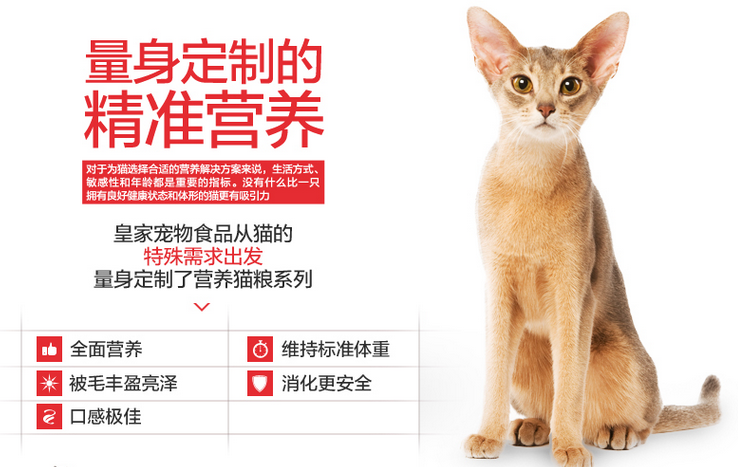 量身定制的
精准营养
对于为猫选择合适的营养解决方案来说，生活方式、
敏感性和年龄都是重要的指标。没有什么比一只
拥有良好健康状态和体形的猫更有吸引力
皇家宠物食品从猫的
特殊需求出发
量身定制了营养猫粮系列
全面营养
维持标准体重
被毛丰盈亮泽
消化更安全
口感极佳